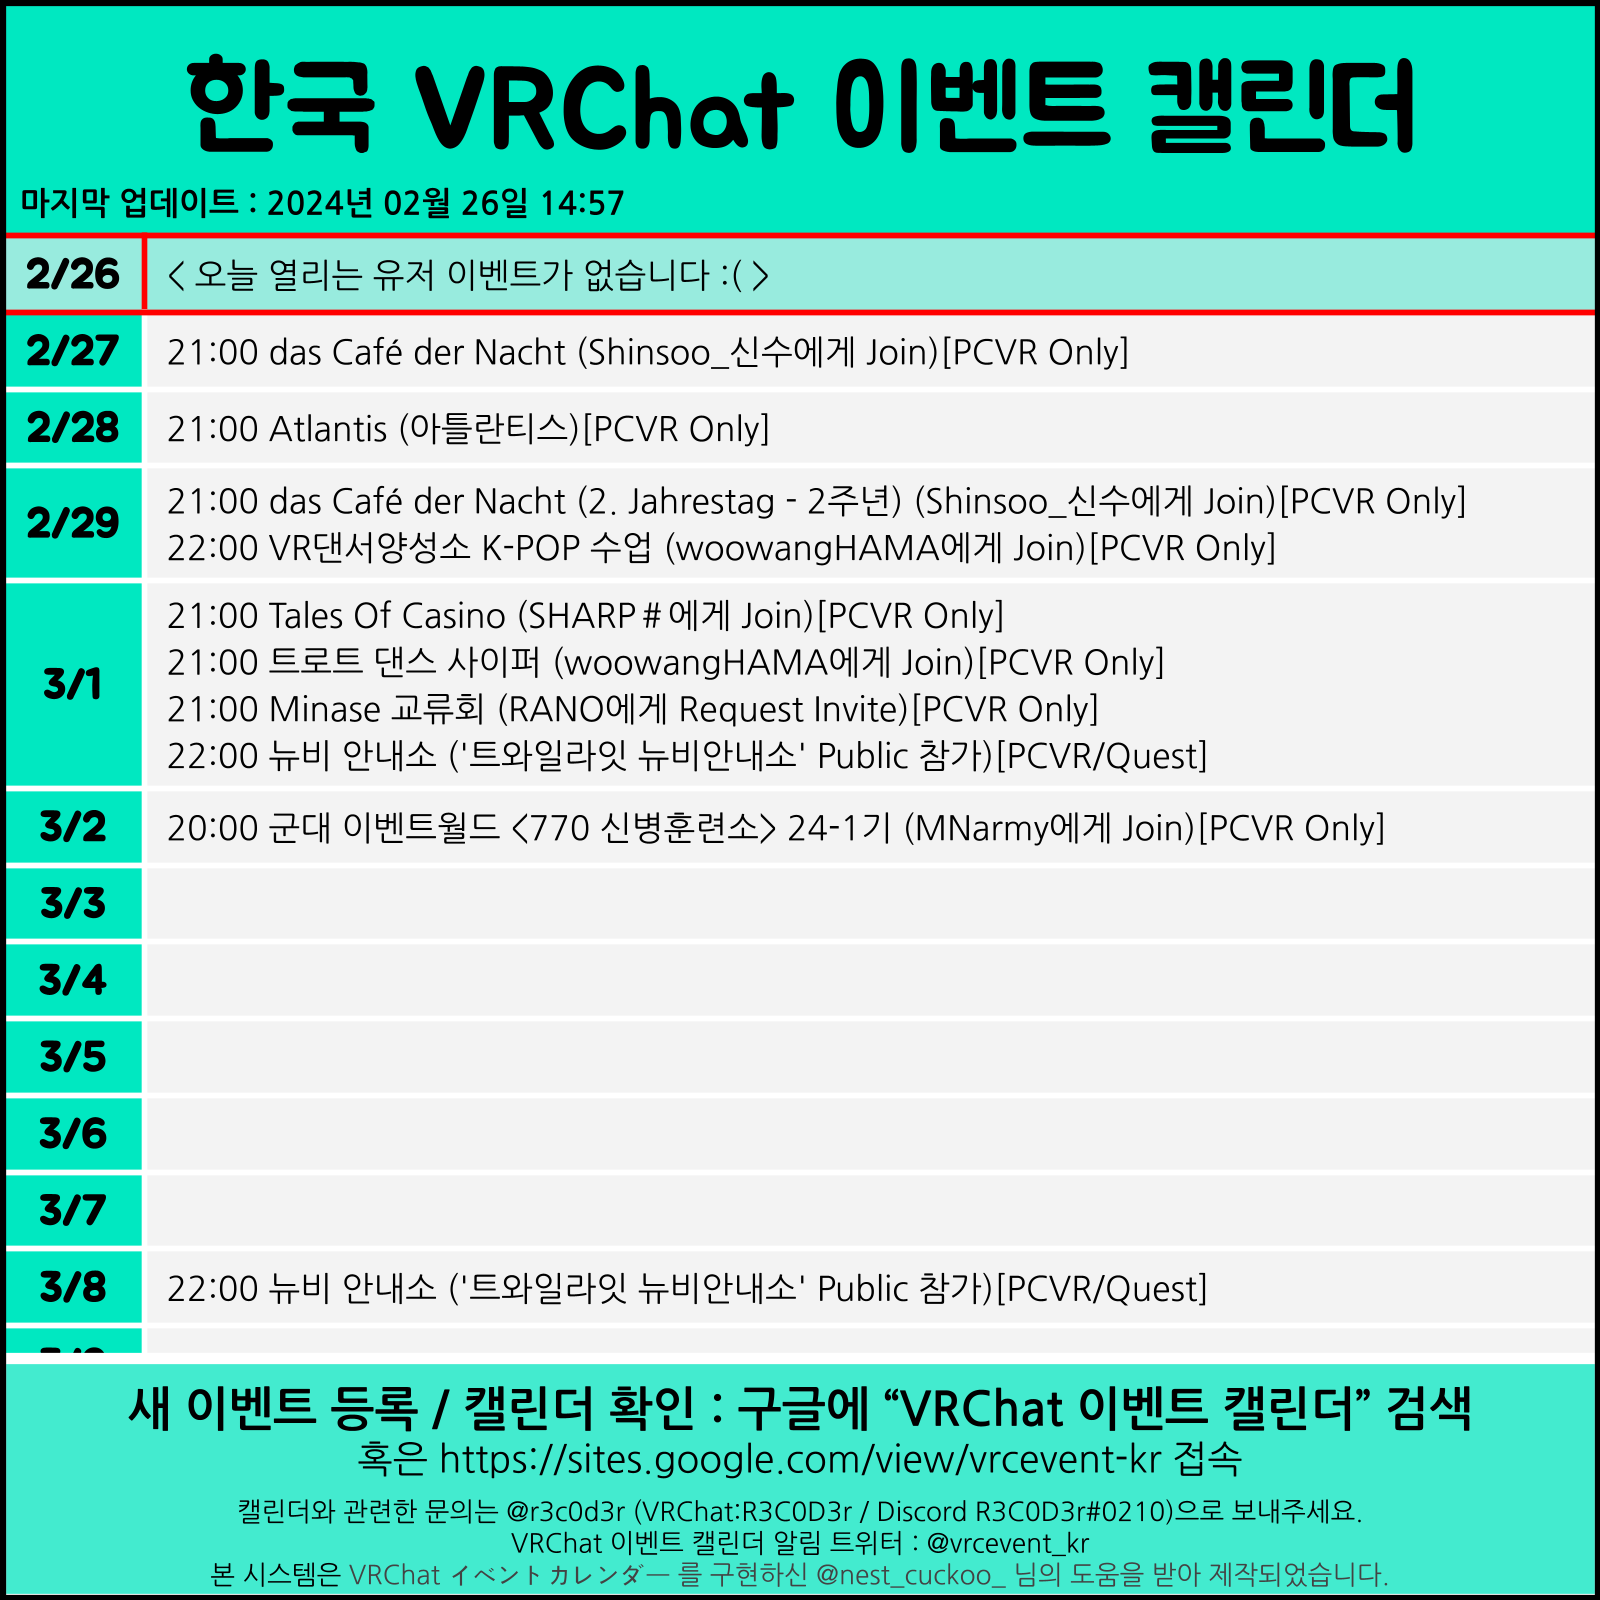 한국 VRChat 이벤트 캘린더
마지막 업데이트 : 2024년 02월 26일 14:57
2/26 < 오늘 열리는 유저 이벤트가 없습니다 :( >
2/27 21:00 das Café der Nacht (Shinsoo_신수에게 Join)[PCVR Only]
2/28 21:00 Atlantis (아틀란티스)[PCVR Only]
2/29 21:00 das Café der Nacht (2. Jahrestag - 2주년) (Shinsoo_신수에게 Join)[PCVR Only]
22:00 VR댄서양성소 K-POP 수업 (woowangHAMA에게 Join)[PCVR Only]
3/1 21:00 Tales Of Casino (SHARP#에게 Join)[PCVR Only]
21:00 트로트 댄스 사이퍼 (woowangHAMA에게 Join)[PCVR Only]
21:00 Minase 교류회 (RANO에게 Request Invite)[PCVR Only]
22:00 뉴비 안내소 ('트와일라잇 뉴비안내소' Public 참가)[PCVR/Quest]
3/2 20:00 군대 이벤트월드 <770 신병훈련소> 24-1기 (MNarmy에게 Join)[PCVR Only]
3/3
3/4
3/5
3/6
3/7
3/8 22:00 뉴비 안내소 ('트와일라잇 뉴비안내소' Public 참가)[PCVR/Quest]
새 이벤트 등록 / 캘린더 확인 : 구글에 “VRChat 이벤트 캘린더” 검색
혹은 https://sites.google.com/view/vrcevent-kr 접속
캘린더와 관련한 문의는 @r3c0d3r (VRChat:R3C0D3r / Discord R3C0D3r#0210)으로 보내주세요.
VRChat 이벤트 캘린더 알림 트위터 : @vrcevent_kr
본 시스템은 VRChat イベントカレンダー 를 구현하신 @nest_cuckoo_ 님의 도움을 받아 제작되었습니다.